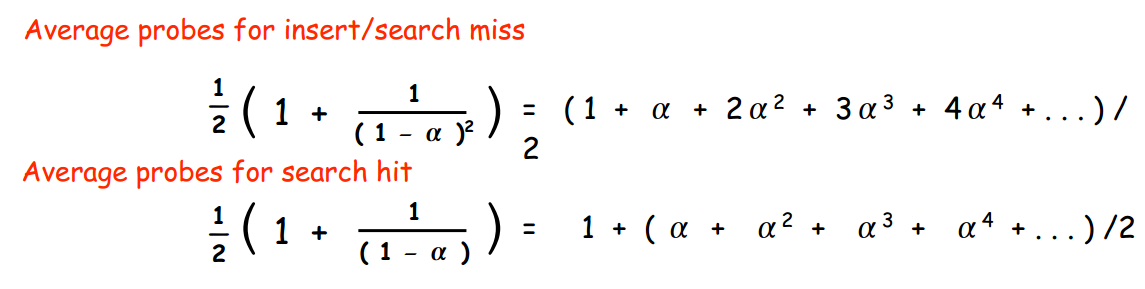 Average probes for insert/search miss
1/2 ( 1 + 1/( 1 - α )² ) = (1 + α + 2α² + 3α³ + 4α⁴ + ...)/
2
Average probes for search hit
1/2 ( 1 + 1/( 1 - α ) ) = 1 + ( α + α² + α³ + α⁴ + ...)/2